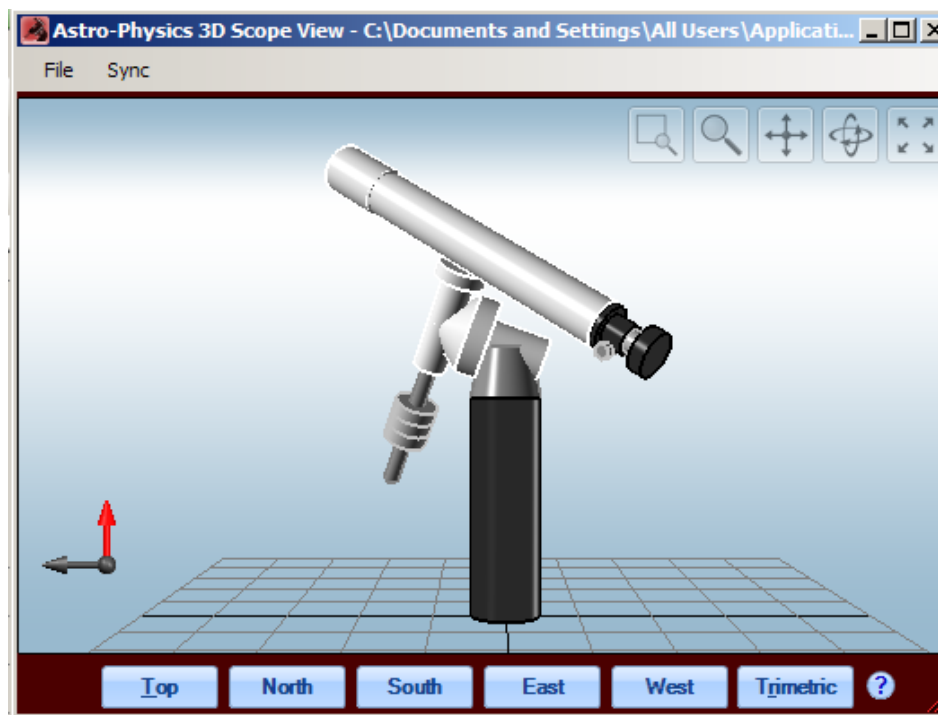 Astro-Physics 3D Scope View - C:\Documents and Settings\All Users\Applicati...
File Sync
Top North South East West Trimetric ?